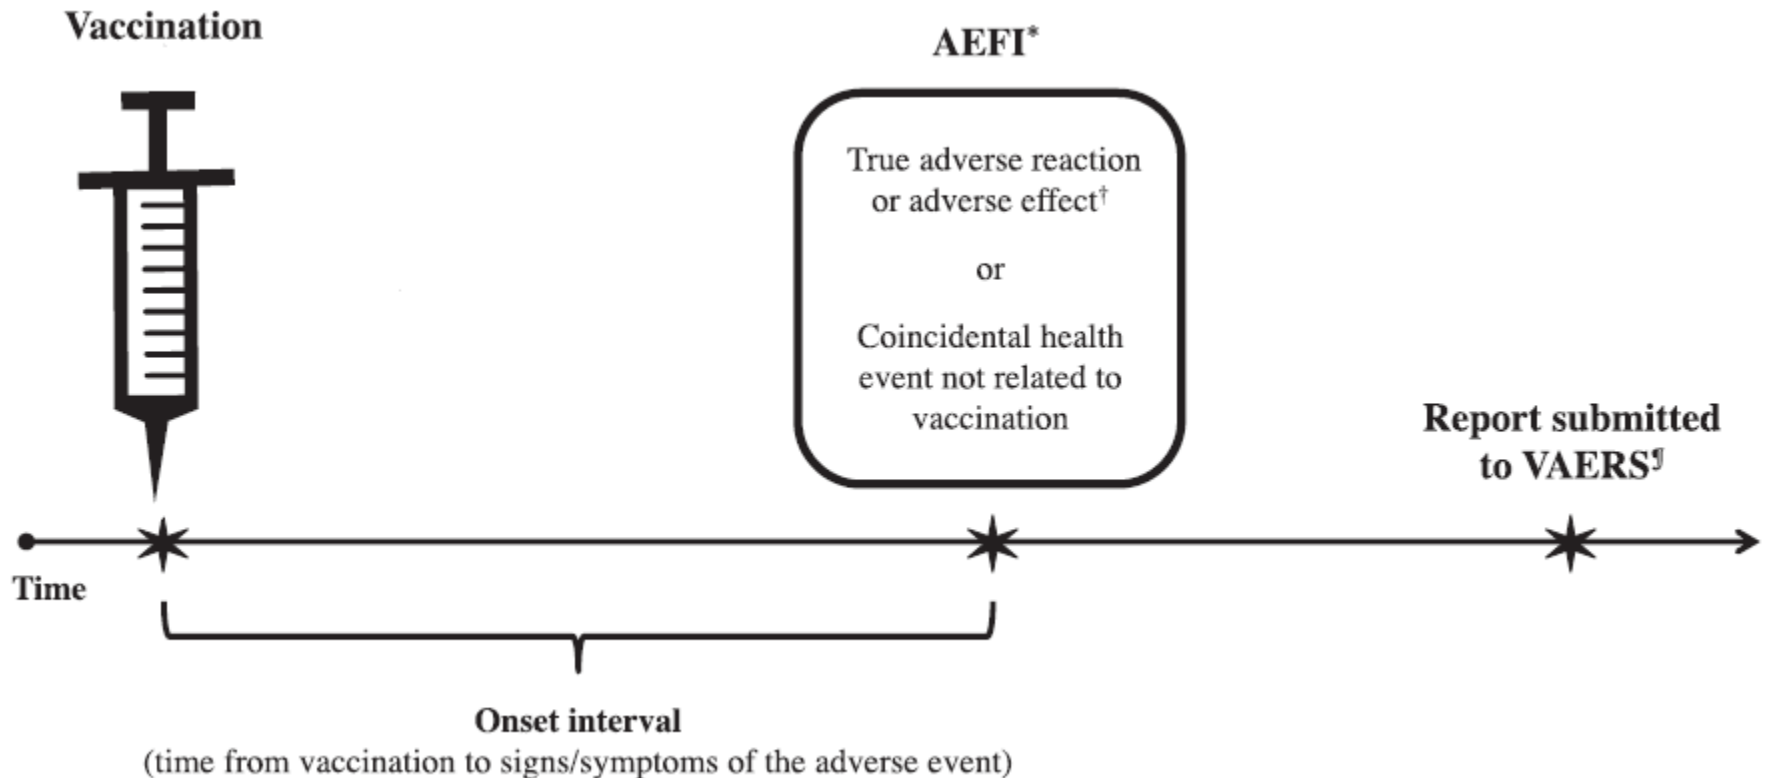 Vaccination
AEFI*
True adverse reaction
or adverse effect†
or
Coincidental health
event not related to
vaccination
Report submitted
to VAERS¶
Time
Onset interval
(time from vaccination to signs/symptoms of the adverse event)